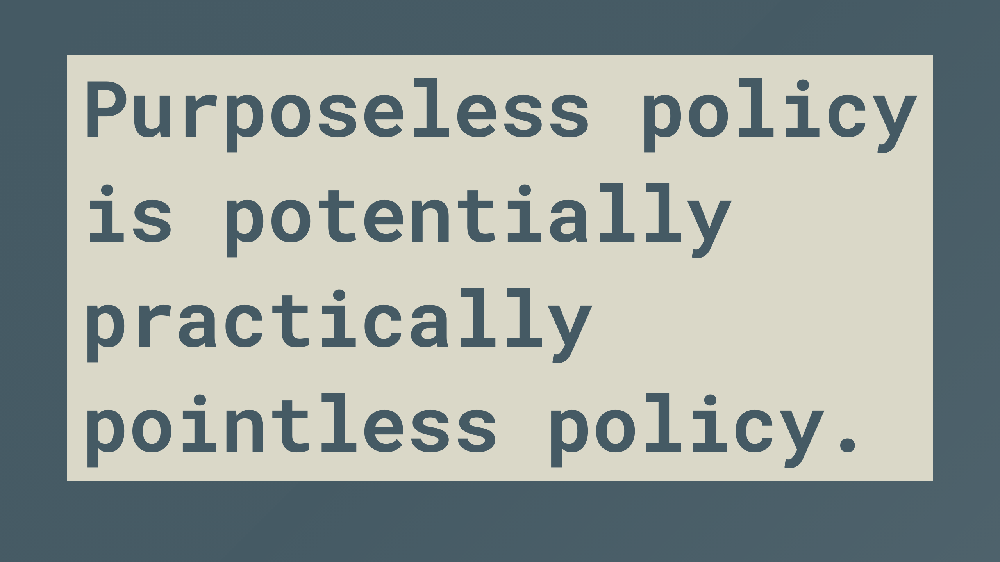 Purposeless policy
is potentially
practically
pointless policy.